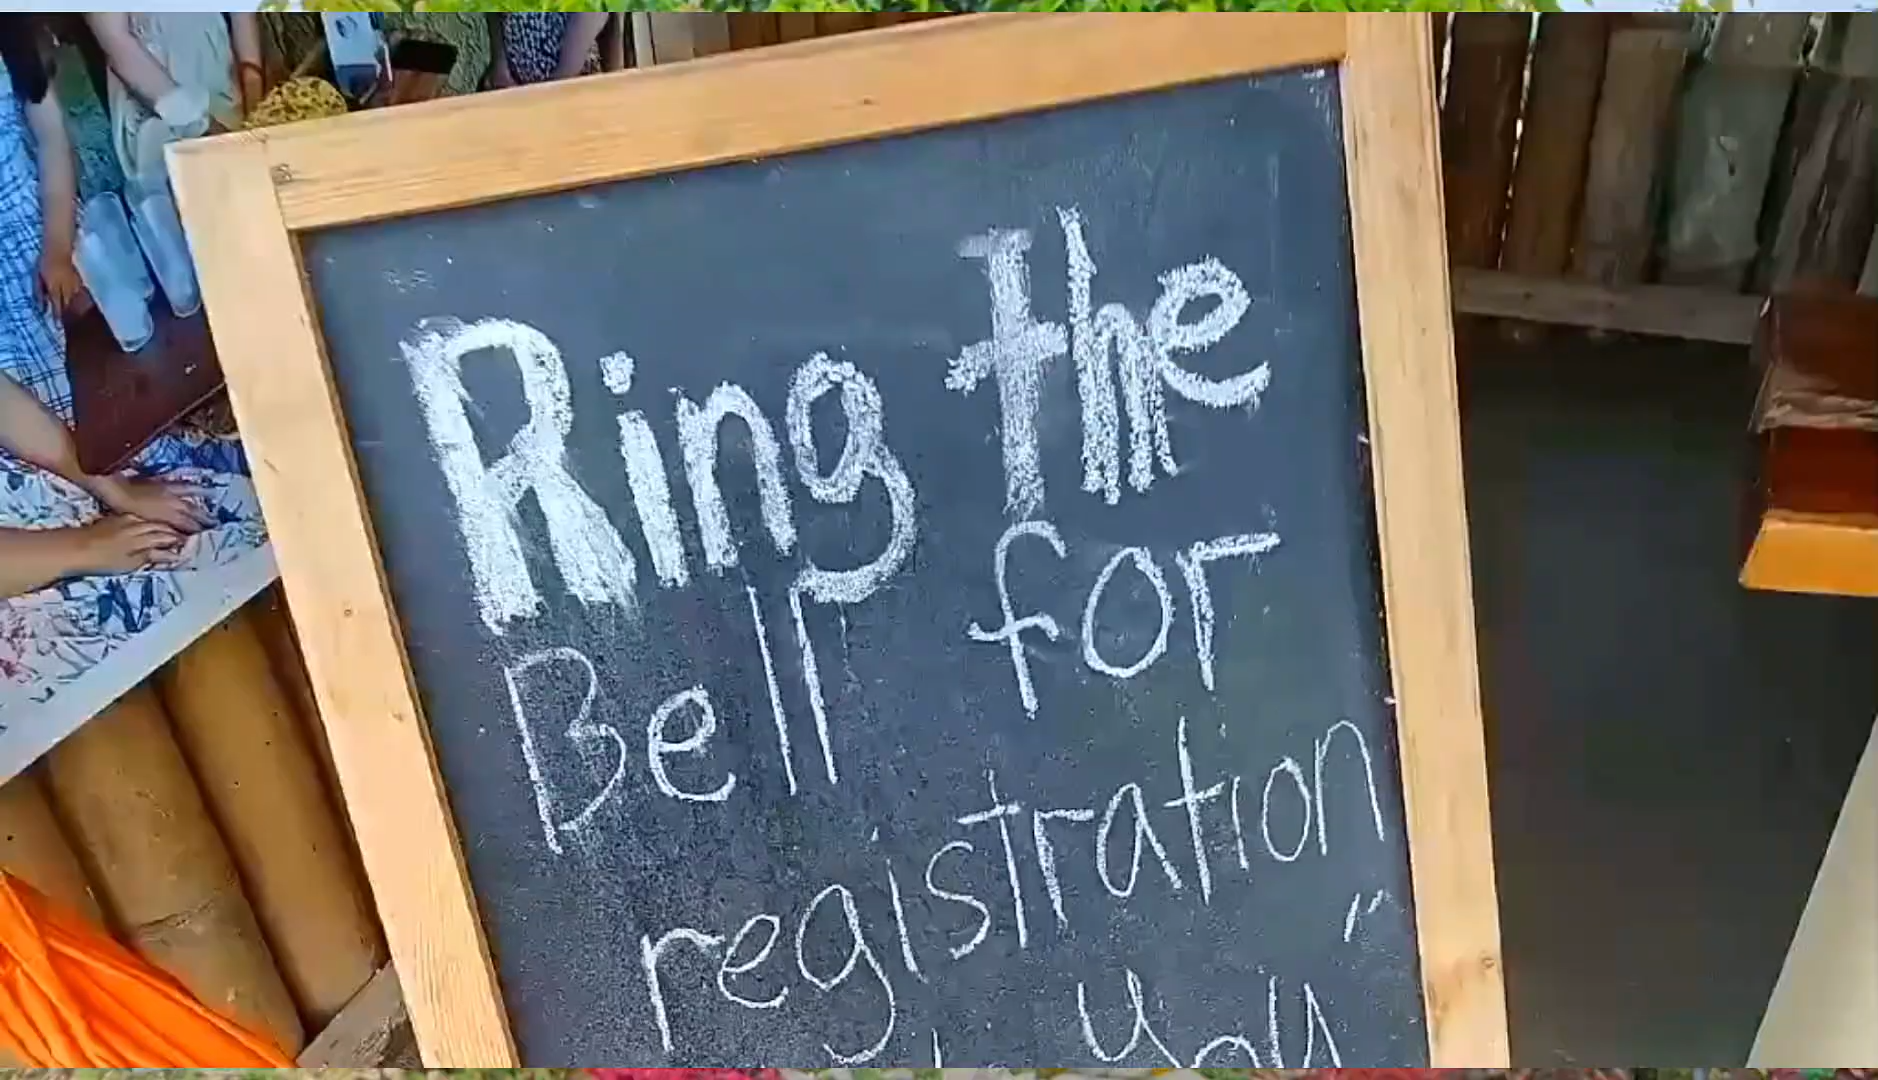 Ring the
Bell for
registration